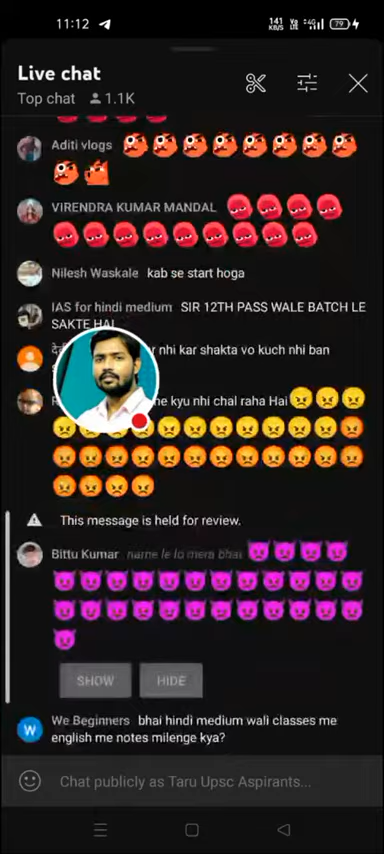 11:12
141 KB/S Vo LTE 4G 79
Live chat
Top chat 1.1K
Aditi vlogs
VIRENDRA KUMAR MANDAL
Nilesh Waskale kab se start hoga
IAS for hindi medium SIR 12TH PASS WALE BATCH LE
SAKTE HAI
r nhi kar shakta vo kuch nhi ban
ne kyu nhi chal raha Hai
This message is held for review.
Bittu Kumar name le lo mera bhai
SHOW HIDE
W We Beginners bhai hindi medium wali classes me
english me notes milenge kya?
Chat publicly as Taru Upsc Aspirants...